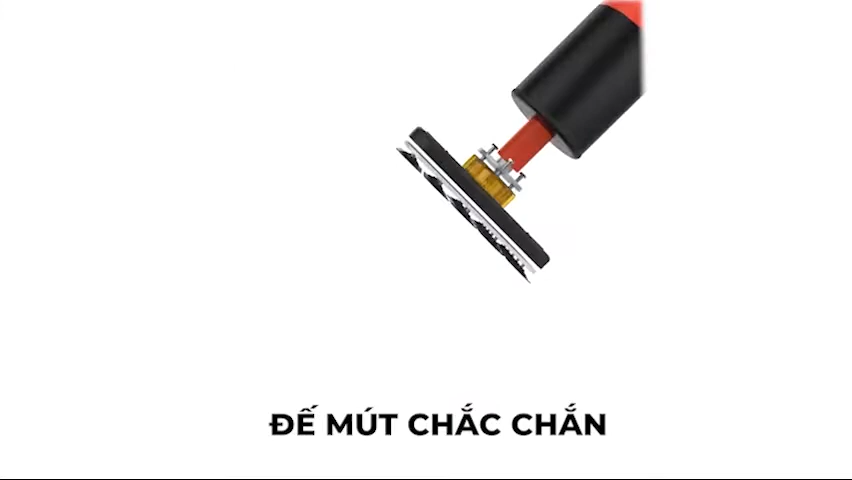 ĐẾ MÚT CHẮC CHẮN